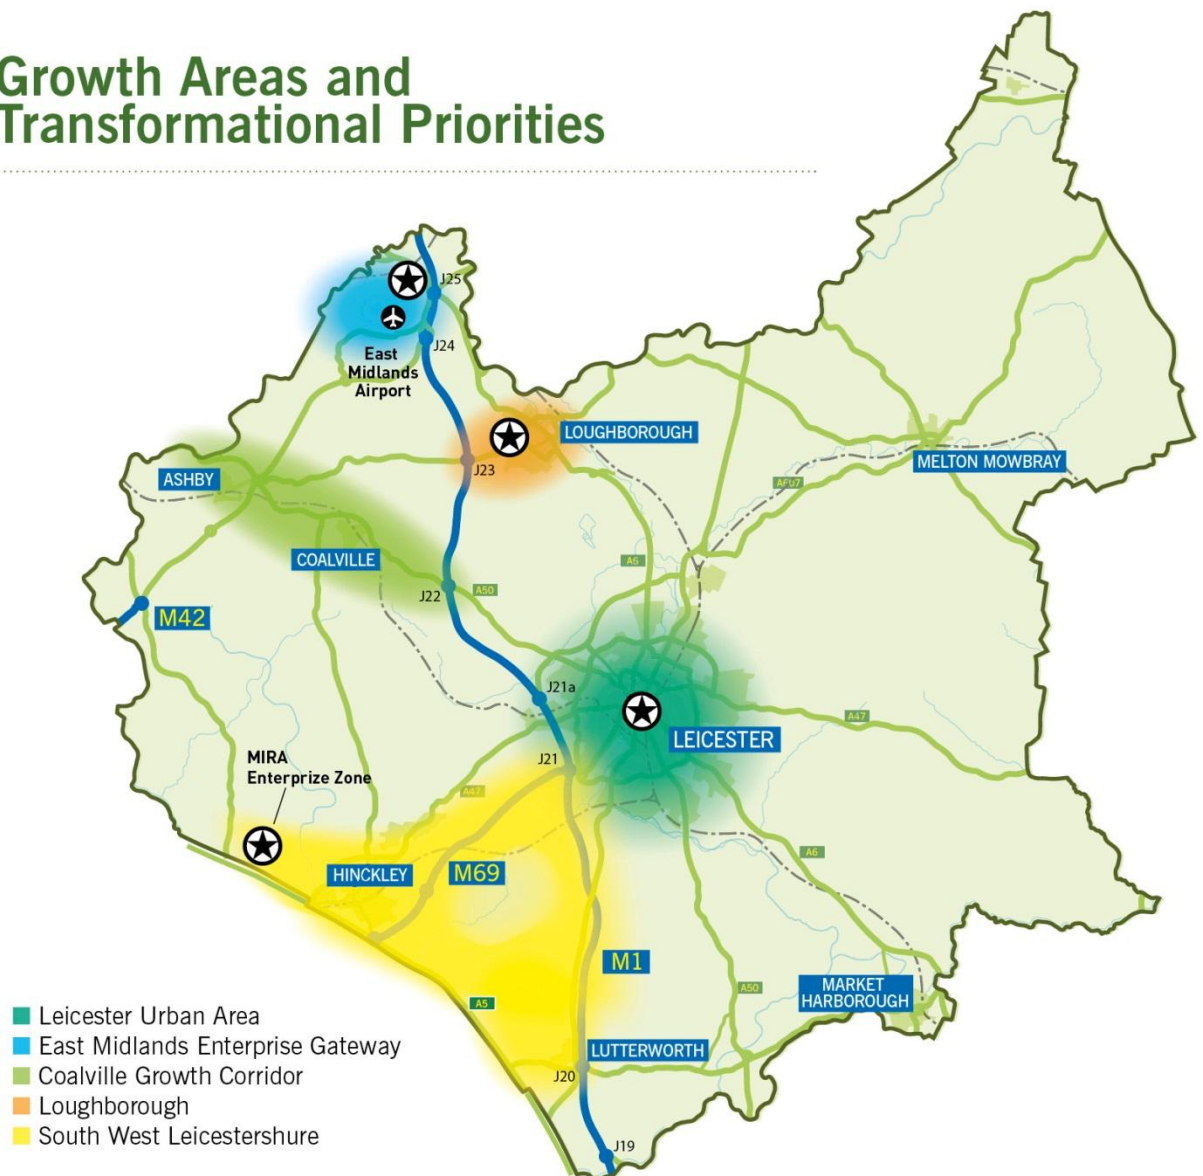 Growth Areas and
Transformational Priorities
J25
J24
East
Midlands
Airport
LOUGHBOROUGH
J23
MELTON MOWBRAY
ASHBY
A607
COALVILLE
A6
J22
A50
M42
J21a
LEICESTER
A47
J21
MIRA
Enterprize Zone
A47
HINCKLEY
M69
A6
M1
A50
MARKET
HARBOROUGH
A5
LUTTERWORTH
J20
J19
Leicester Urban Area
East Midlands Enterprise Gateway
Coalville Growth Corridor
Loughborough
South West Leicestershure